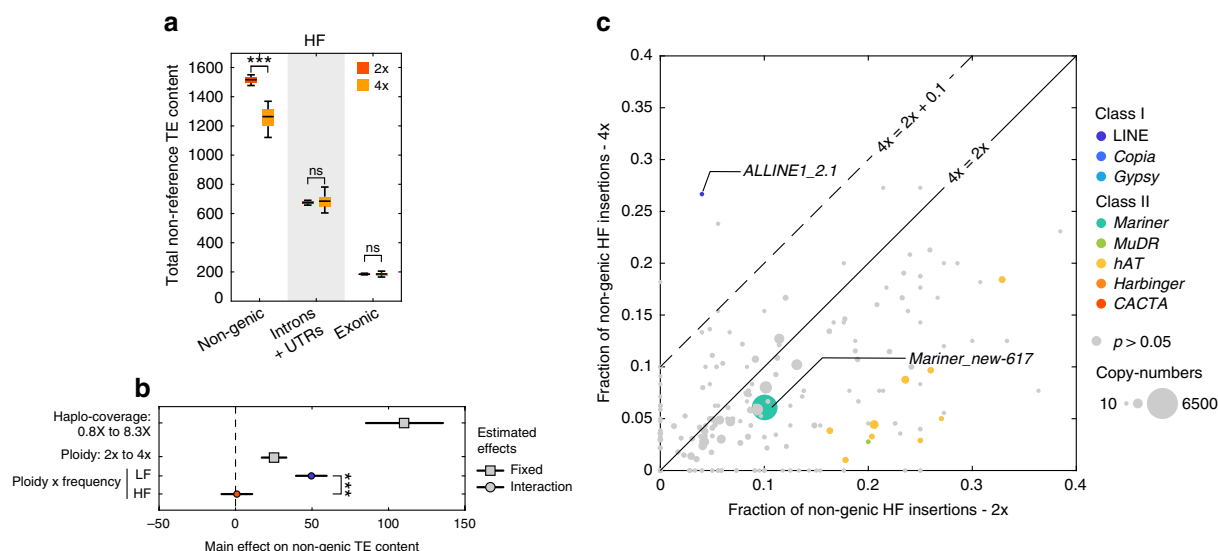 a
HF
Total non-reference TE content
1600
1400
1200
1000
800
600
400
200
0
***
ns
ns
2x
4x
Non-genic
Introns
+ UTRs
Exonic
b
Haplo-coverage:
0.8X to 8.3X
Ploidy: 2x to 4x
Ploidy x frequency
LF
HF
***
Estimated
effects
Fixed
Interaction
−50 0 50 100 150
Main effect on non-genic TE content
c
Fraction of non-genic HF insertions - 4x
0.4
0.35
0.3
0.25
0.2
0.15
0.1
0.05
0
4x = 2x + 0.1
4x = 2x
ALLINE1_2.1
Mariner_new-617
0 0.1 0.2 0.3 0.4
Fraction of non-genic HF insertions - 2x
Class I
LINE
Copia
Gypsy
Class II
Mariner
MuDR
hAT
Harbinger
CACTA
p > 0.05
Copy-numbers
10 6500